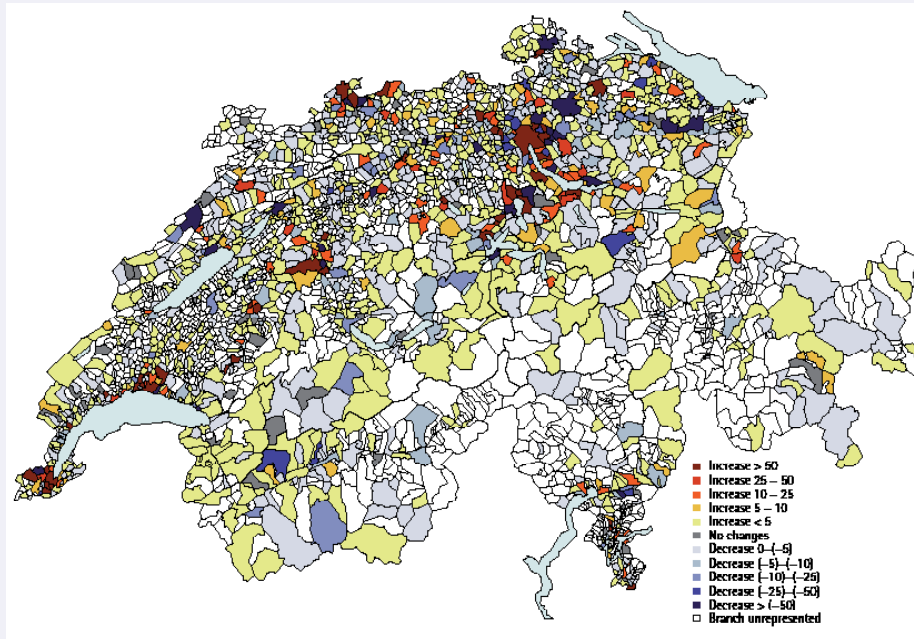 Increase > 50
Increase 25 – 50
Increase 10 – 25
Increase 5 – 10
Increase < 5
No changes
Decrease 0–(–5)
Decrease (–5)–(–10)
Decrease (–10)–(–25)
Decrease (–25)–(–50)
Decrease > (–50)
Branch unrepresented